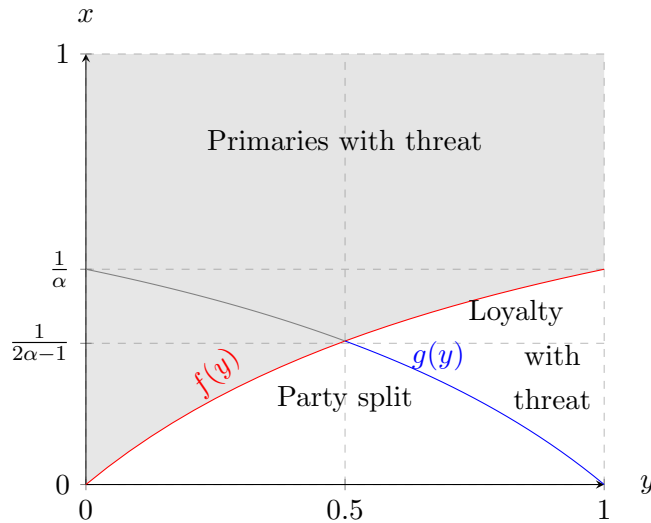 x
1
Primaries with threat
1/α
Loyalty
1/(2α−1)
with
g(y)
f(y)
Party split
threat
0
y
0
0.5
1